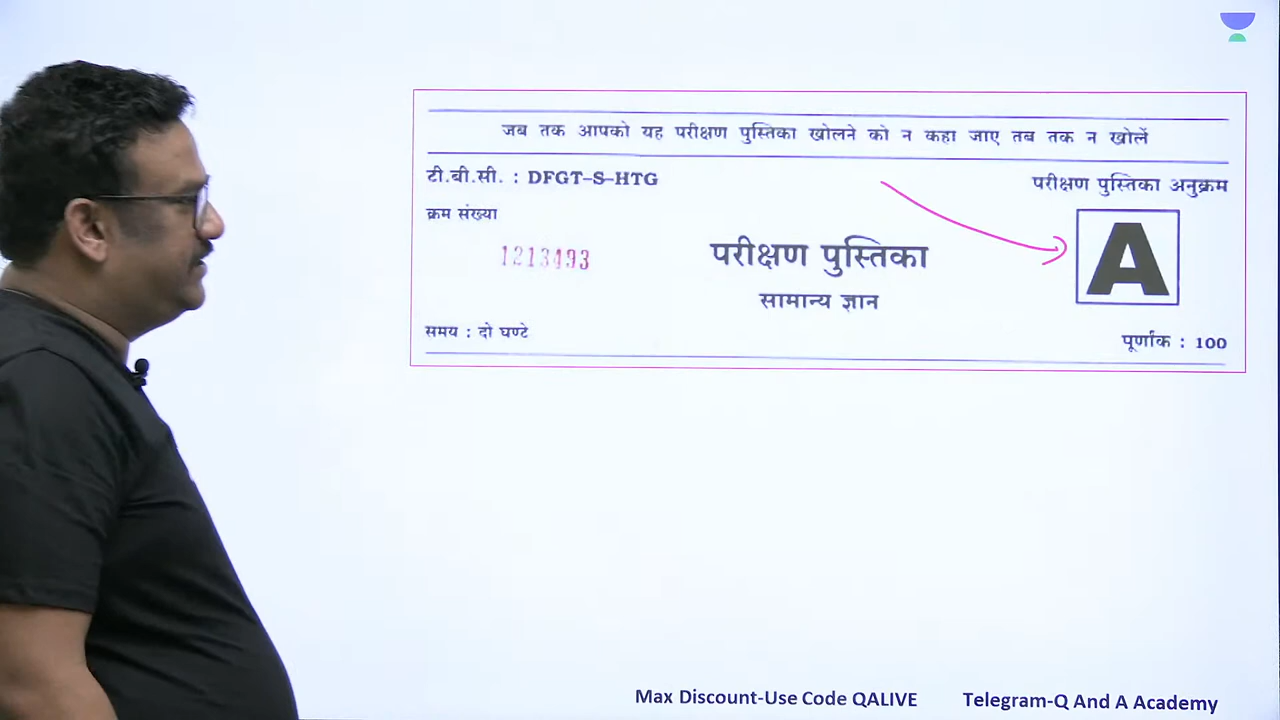 जब तक आपको यह परीक्षण पुस्तिका खोलने को न कहा जाए तब तक न खोलें
टी.बी.सी. : DFGT-S-HTG
परीक्षण पुस्तिका अनुक्रम
क्रम संख्या
1213493
परीक्षण पुस्तिका
A
सामान्य ज्ञान
समय : दो घण्टे
पूर्णांक : 100
Max Discount-Use Code QALIVE
Telegram-Q And A Academy